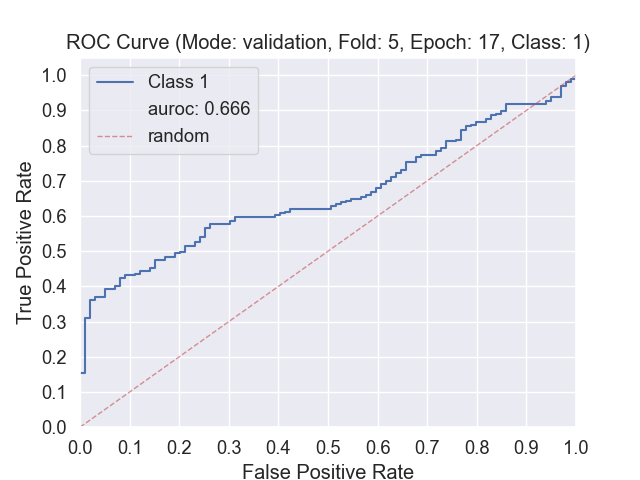 ROC Curve (Mode: validation, Fold: 5, Epoch: 17, Class: 1)
1.0
0.9
0.8
0.7
0.6
0.5
0.4
0.3
0.2
0.1
0.0
True Positive Rate
Class 1
auroc: 0.666
random
0.0 0.1 0.2 0.3 0.4 0.5 0.6 0.7 0.8 0.9 1.0
False Positive Rate